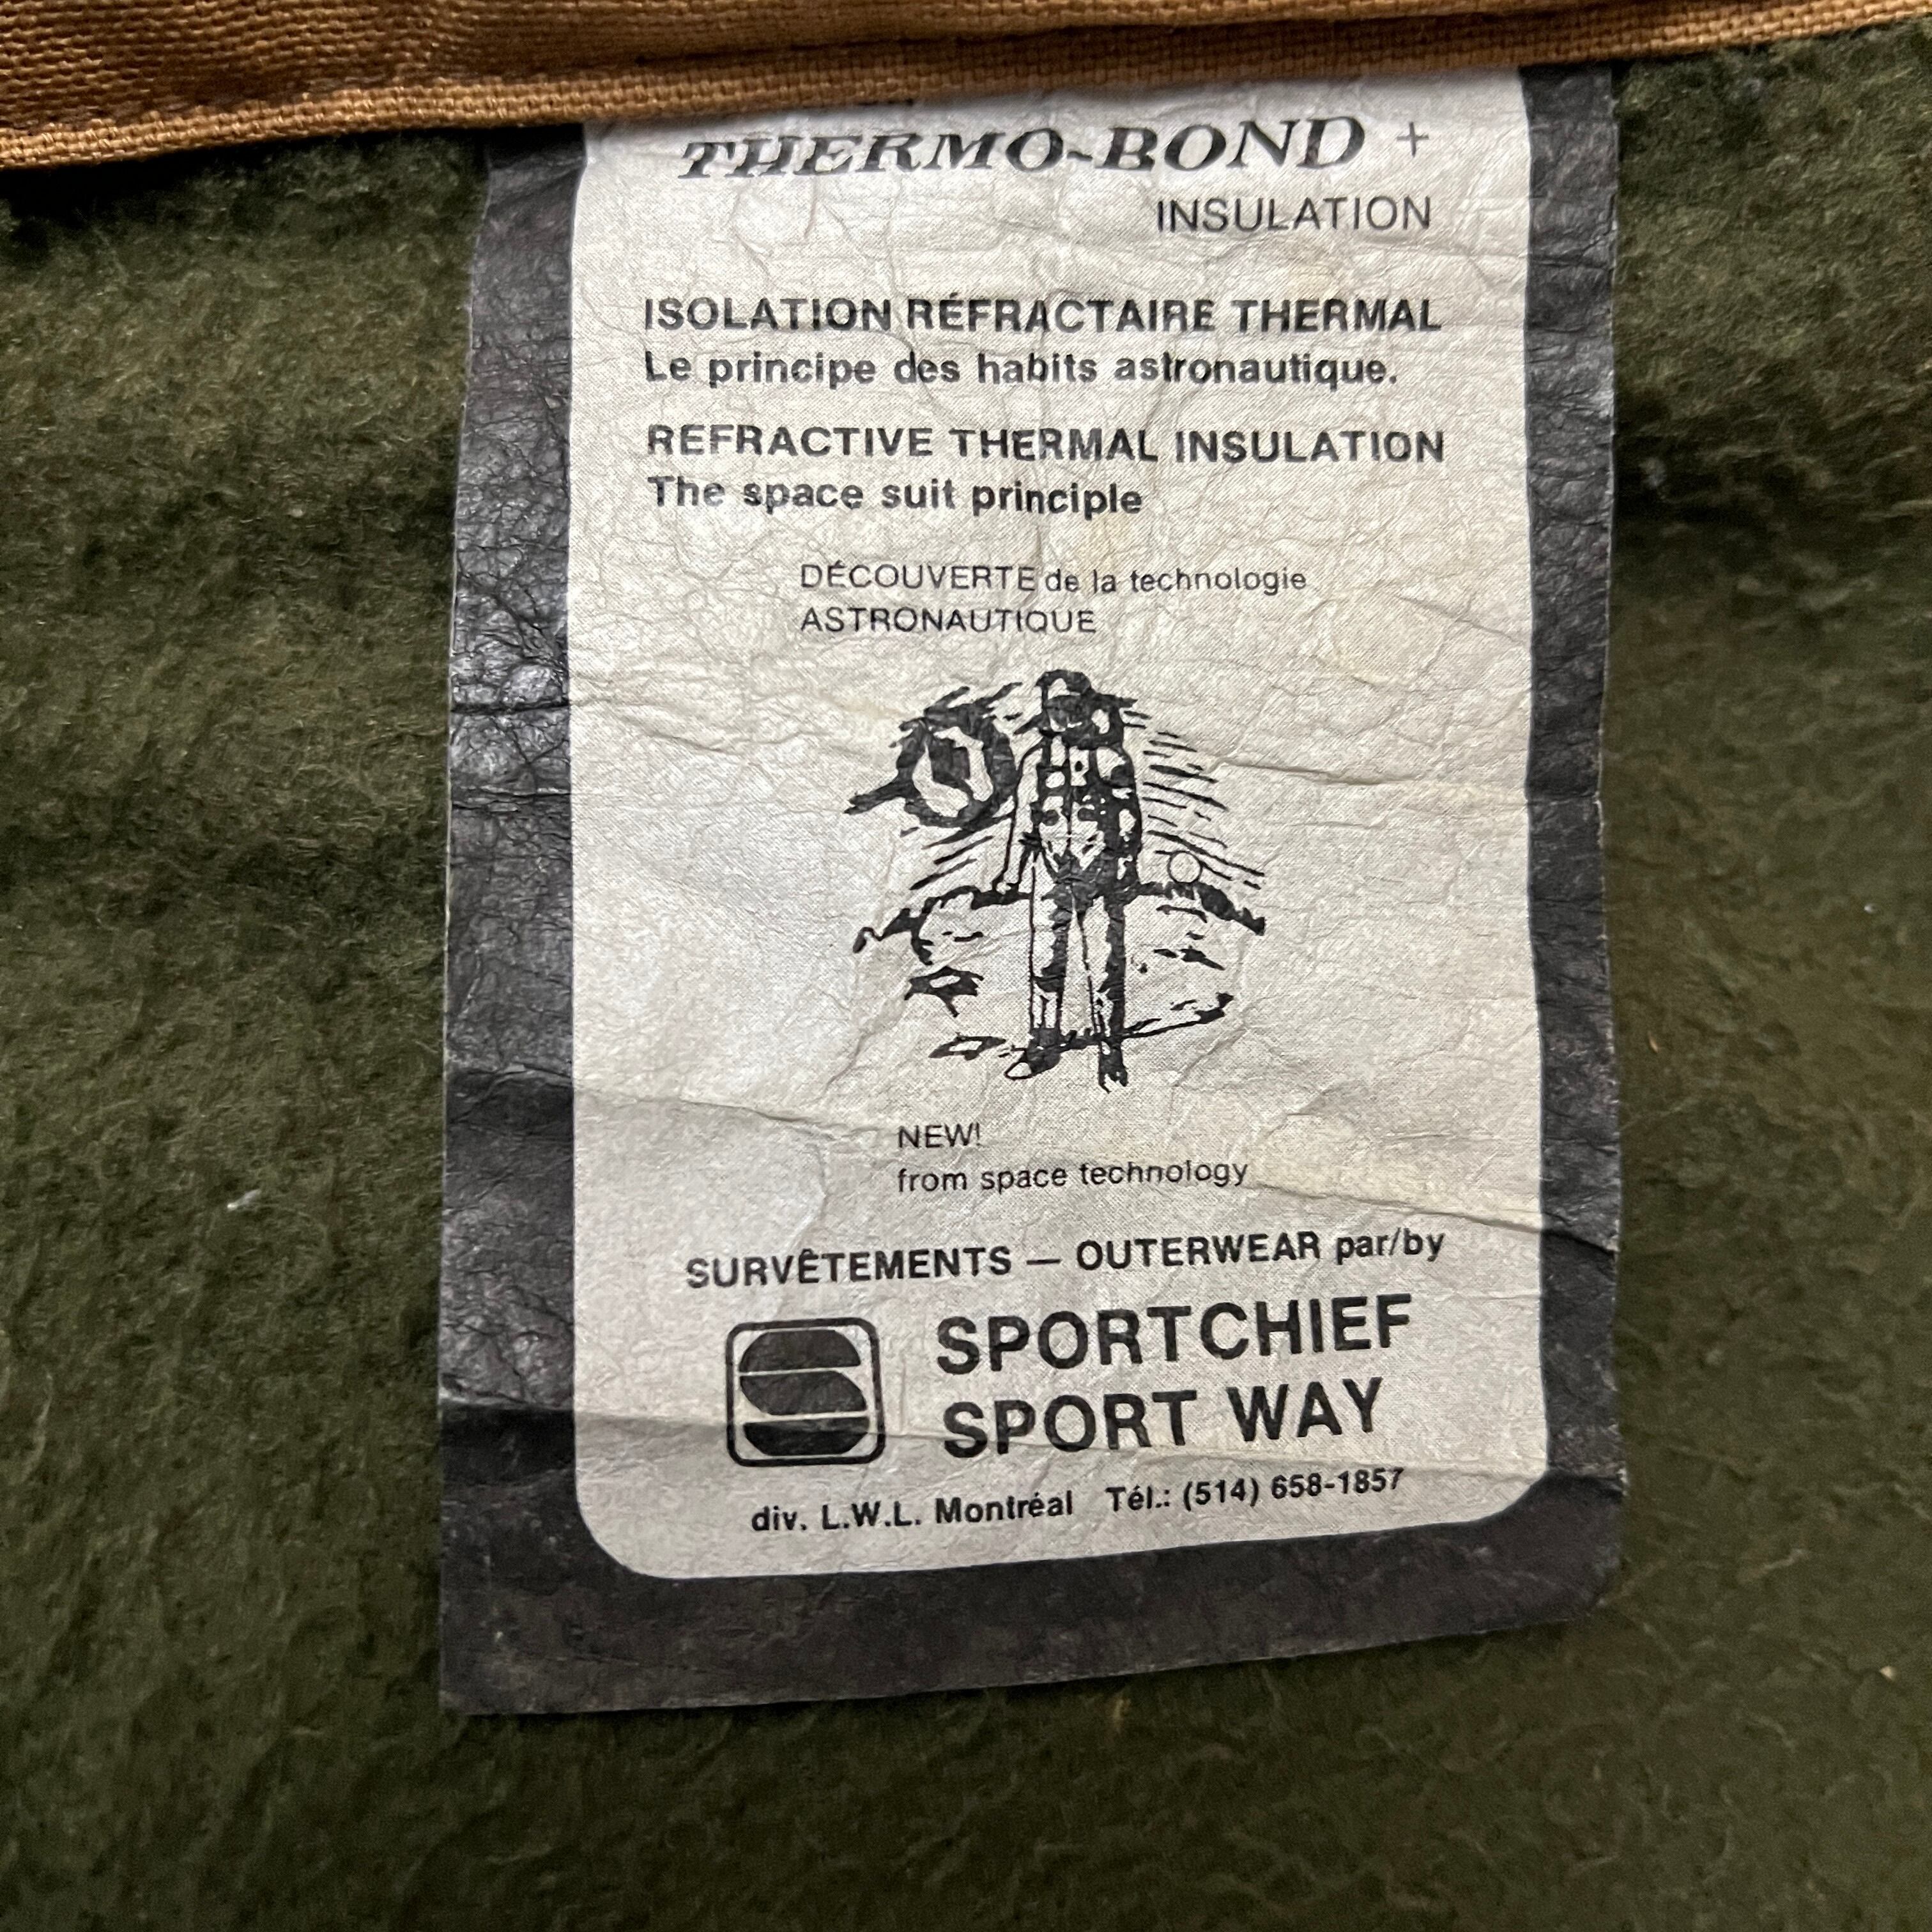 THERMO-BOND +
INSULATION
ISOLATION RÉFRACTAIRE THERMAL
Le principe des habits astronautique.
REFRACTIVE THERMAL INSULATION
The space suit principle
DÉCOUVERTE de la technologie
ASTRONAUTIQUE
NEW!
from space technology
SURVÊTEMENTS — OUTERWEAR par/by
SPORTCHIEF
SPORT WAY
div. L.W.L. Montréal Tél.: (514) 658-1857